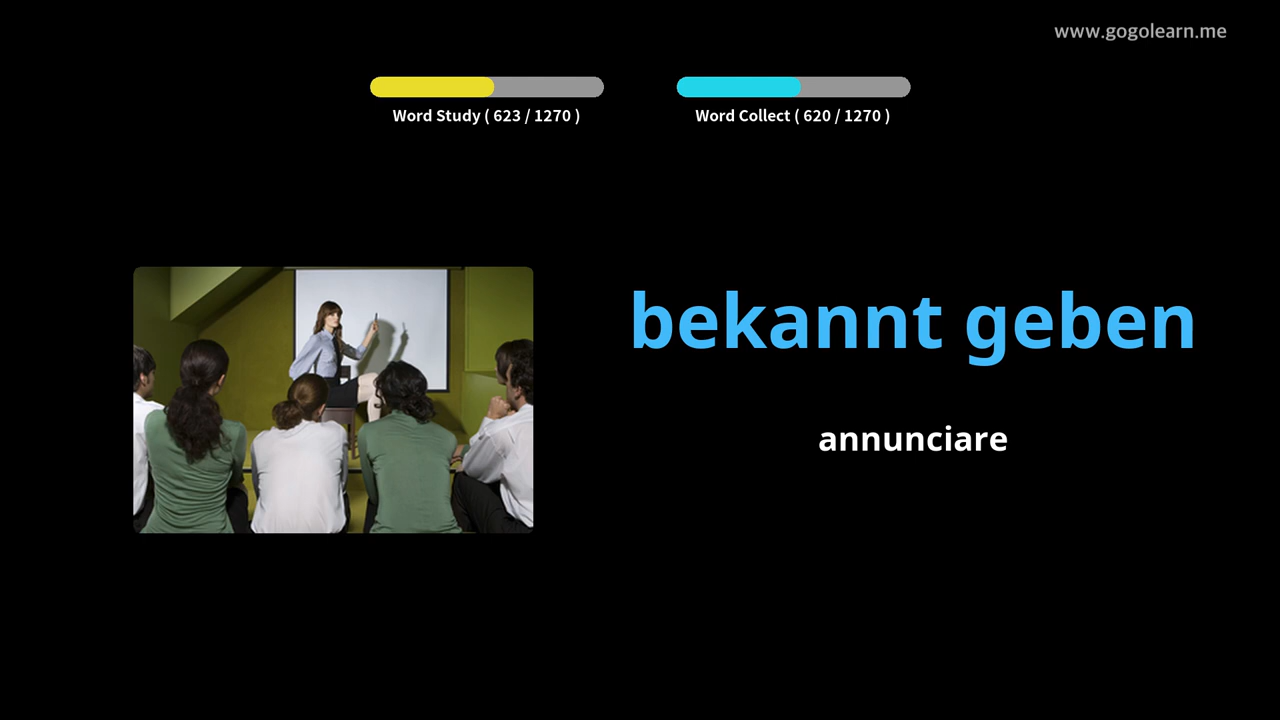 www.gogolearn.me
Word Study ( 623 / 1270 )
Word Collect ( 620 / 1270 )
bekannt geben
annunciare